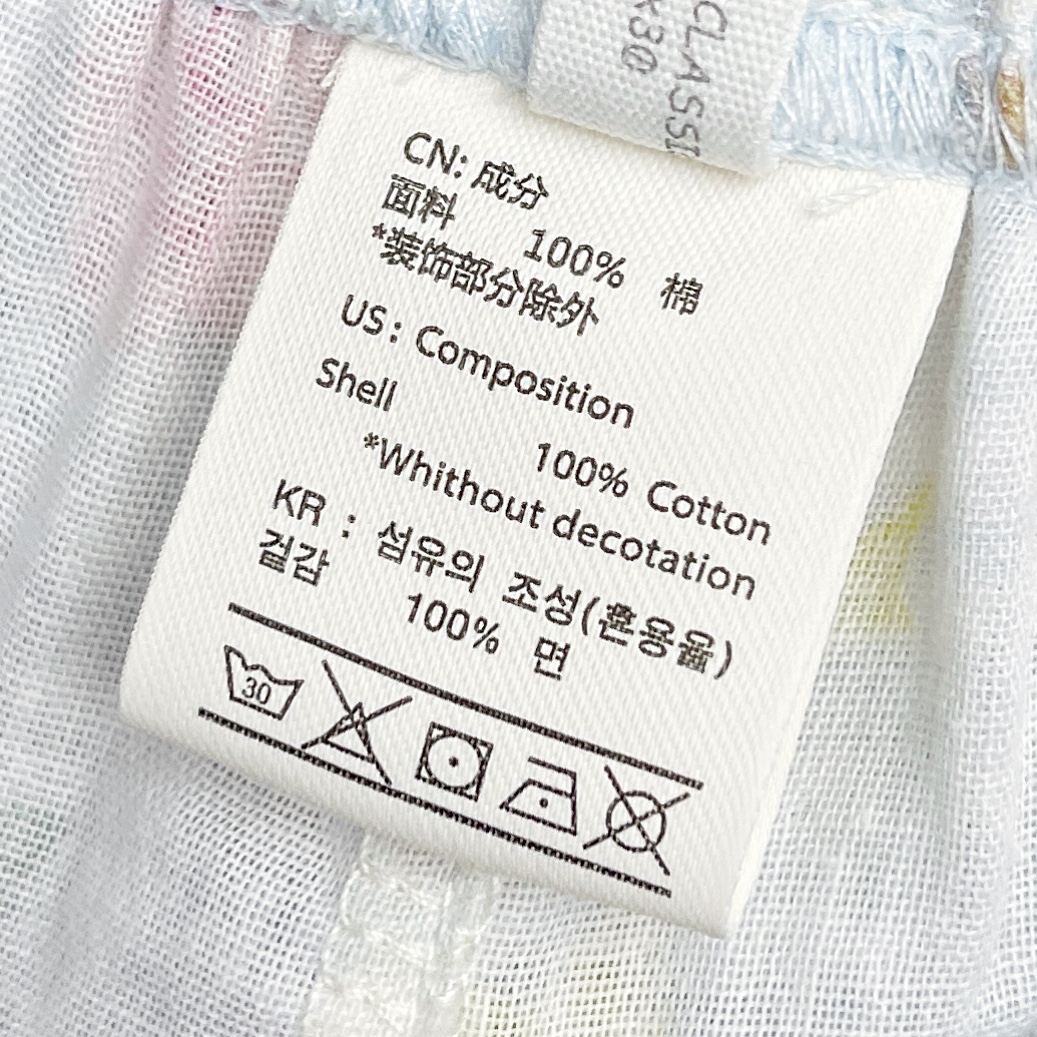 CLASSIC
CN: 成分
面料 100% 棉
*装饰部分除外
US: Composition
Shell 100% Cotton
*Whithout decotation
KR : 섬유의 조성(혼용율)
겉감 100% 면
30